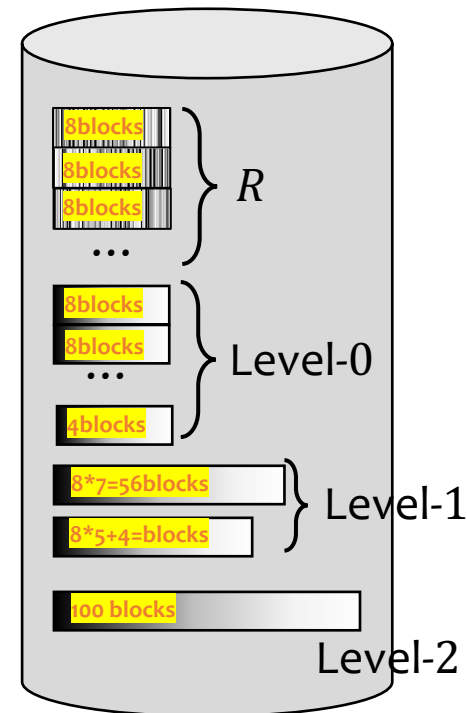 8blocks
8blocks
8blocks
...
R
8blocks
8blocks
...
4blocks
Level-0
8*7=56blocks
8*5+4=blocks
Level-1
100 blocks
Level-2